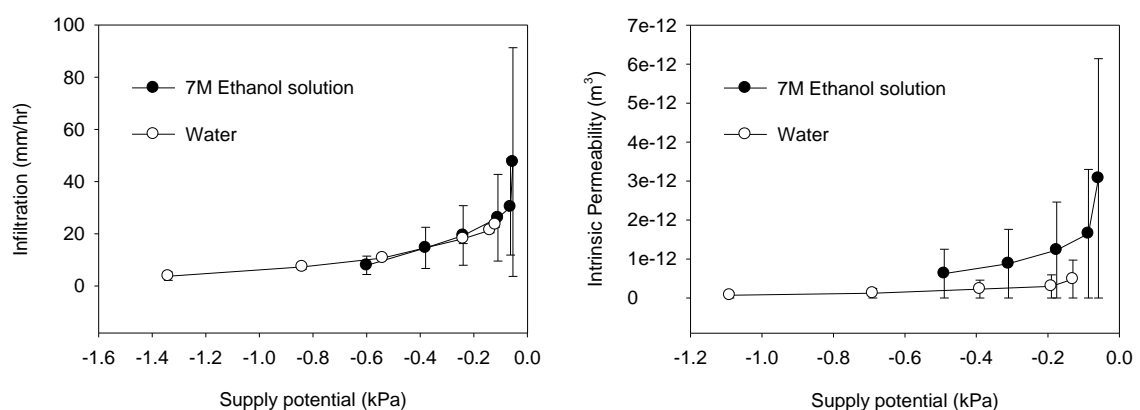 100
80
60
40
20
0
Infiltration (mm/hr)
7M Ethanol solution
Water
-1.6 -1.4 -1.2 -1.0 -0.8 -0.6 -0.4 -0.2 0.0
Supply potential (kPa)
7e-12
6e-12
5e-12
4e-12
3e-12
2e-12
1e-12
0
Intrinsic Permeability (m³)
7M Ethanol solution
Water
-1.2 -1.0 -0.8 -0.6 -0.4 -0.2 0.0
Supply potential (kPa)